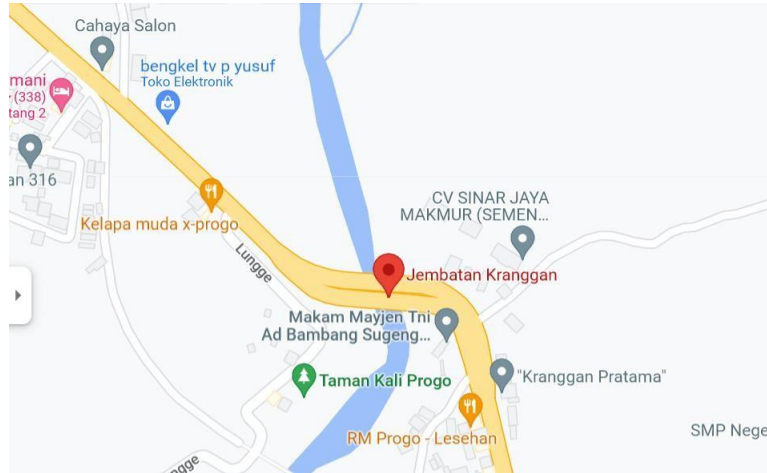 Cahaya Salon
bengkel tv p yusuf
Toko Elektronik
mani
(338)
tang 2
an 316
CV SINAR JAYA
MAKMUR (SEMEN...
Kelapa muda x-progo
Lungge
Jembatan Kranggan
Makam Mayjen Tni
Ad Bambang Sugeng...
Taman Kali Progo
"Kranggan Pratama"
RM Progo - Lesehan
SMP Nege
gge